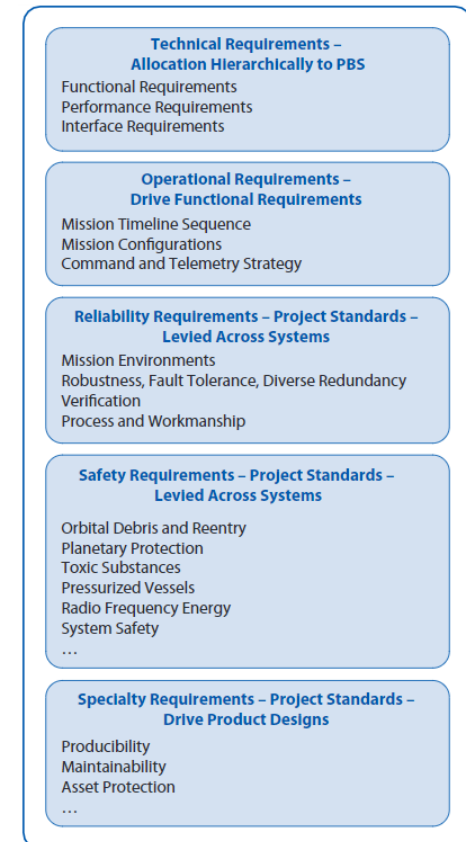 Technical Requirements –
Allocation Hierarchically to PBS
Functional Requirements
Performance Requirements
Interface Requirements
Operational Requirements –
Drive Functional Requirements
Mission Timeline Sequence
Mission Configurations
Command and Telemetry Strategy
Reliability Requirements – Project Standards –
Levied Across Systems
Mission Environments
Robustness, Fault Tolerance, Diverse Redundancy
Verification
Process and Workmanship
Safety Requirements – Project Standards –
Levied Across Systems
Orbital Debris and Reentry
Planetary Protection
Toxic Substances
Pressurized Vessels
Radio Frequency Energy
System Safety
…
Specialty Requirements – Project Standards –
Drive Product Designs
Producibility
Maintainability
Asset Protection
…